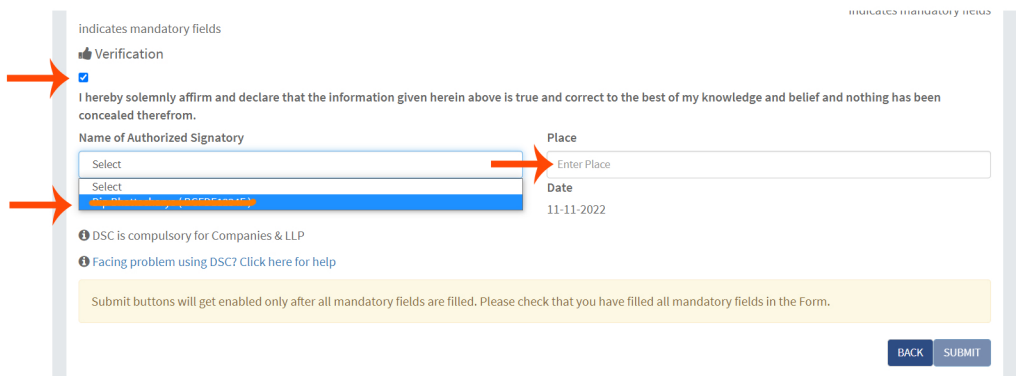 indicates mandatory fields
indicates mandatory fields
Verification
I hereby solemnly affirm and declare that the information given herein above is true and correct to the best of my knowledge and belief and nothing has been
concealed therefrom.
Name of Authorized Signatory
Place
Select
Enter Place
Select
Date
11-11-2022
DSC is compulsory for Companies & LLP
Facing problem using DSC? Click here for help
Submit buttons will get enabled only after all mandatory fields are filled. Please check that you have filled all mandatory fields in the Form.
BACK
SUBMIT